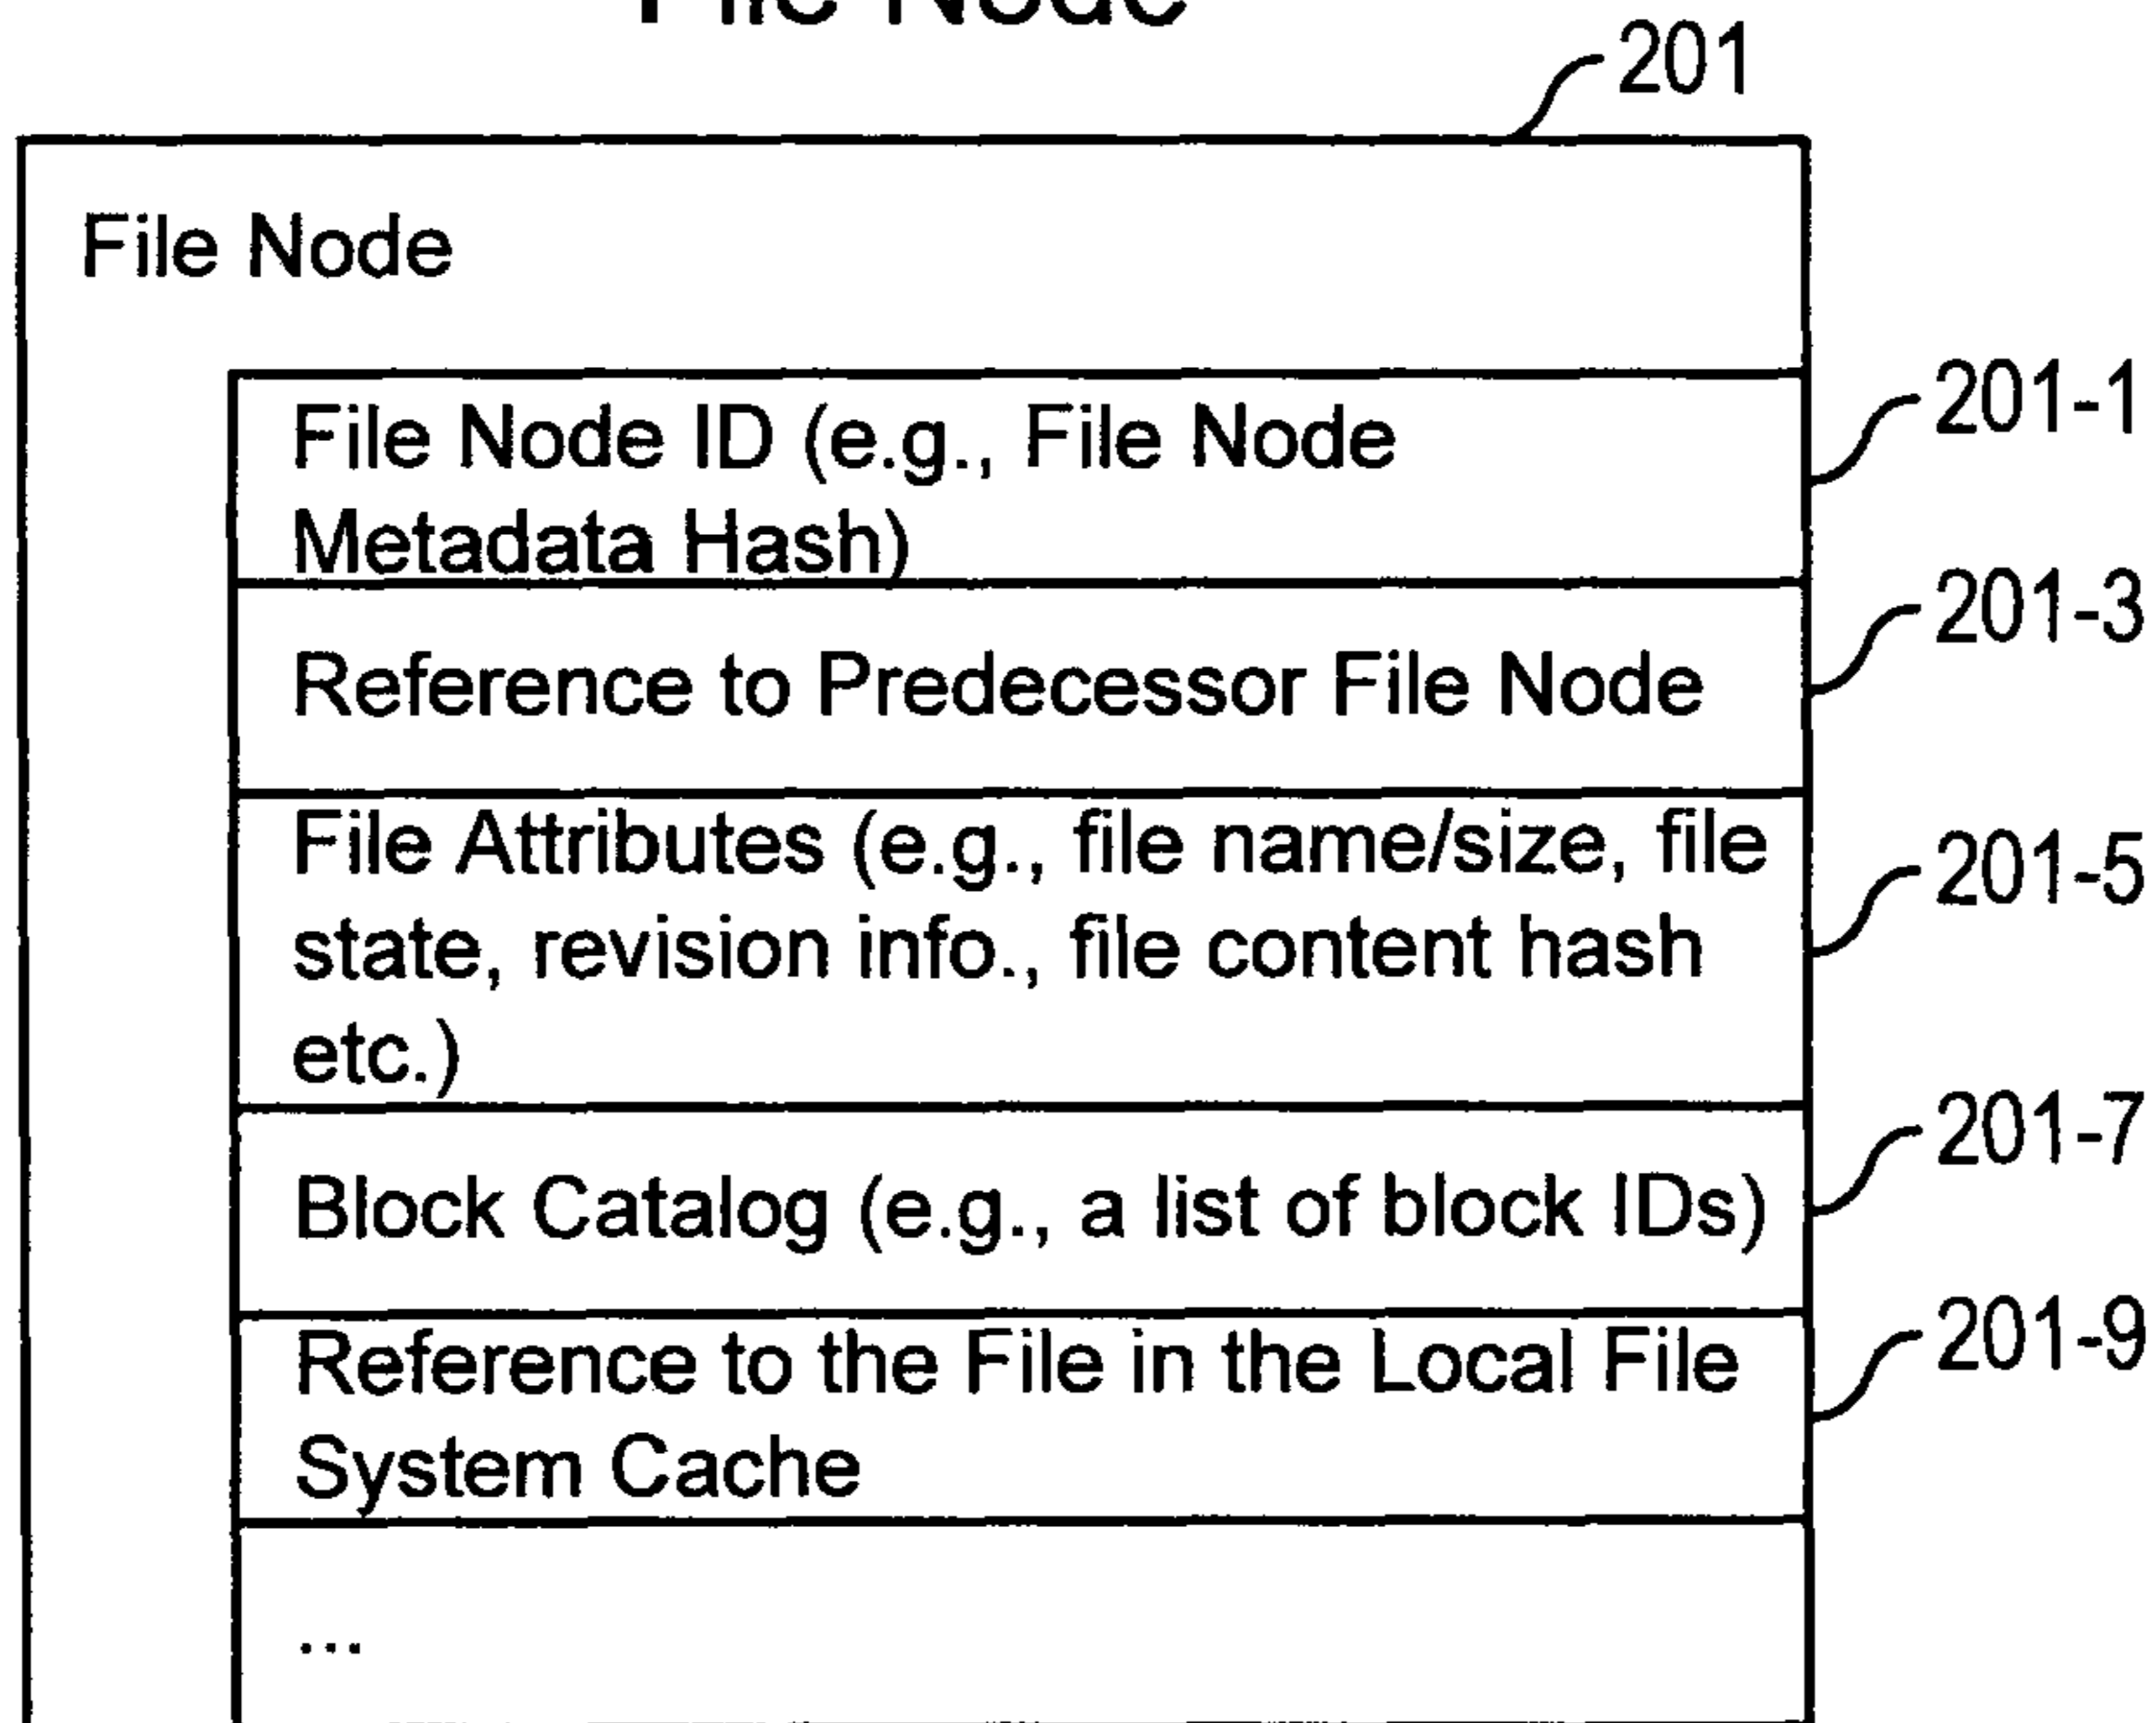 File Node
201
File Node
File Node ID (e.g., File Node
Metadata Hash)
201-1
Reference to Predecessor File Node
201-3
File Attributes (e.g., file name/size, file
state, revision info., file content hash
etc.)
201-5
Block Catalog (e.g., a list of block IDs)
201-7
Reference to the File in the Local File
System Cache
201-9
...